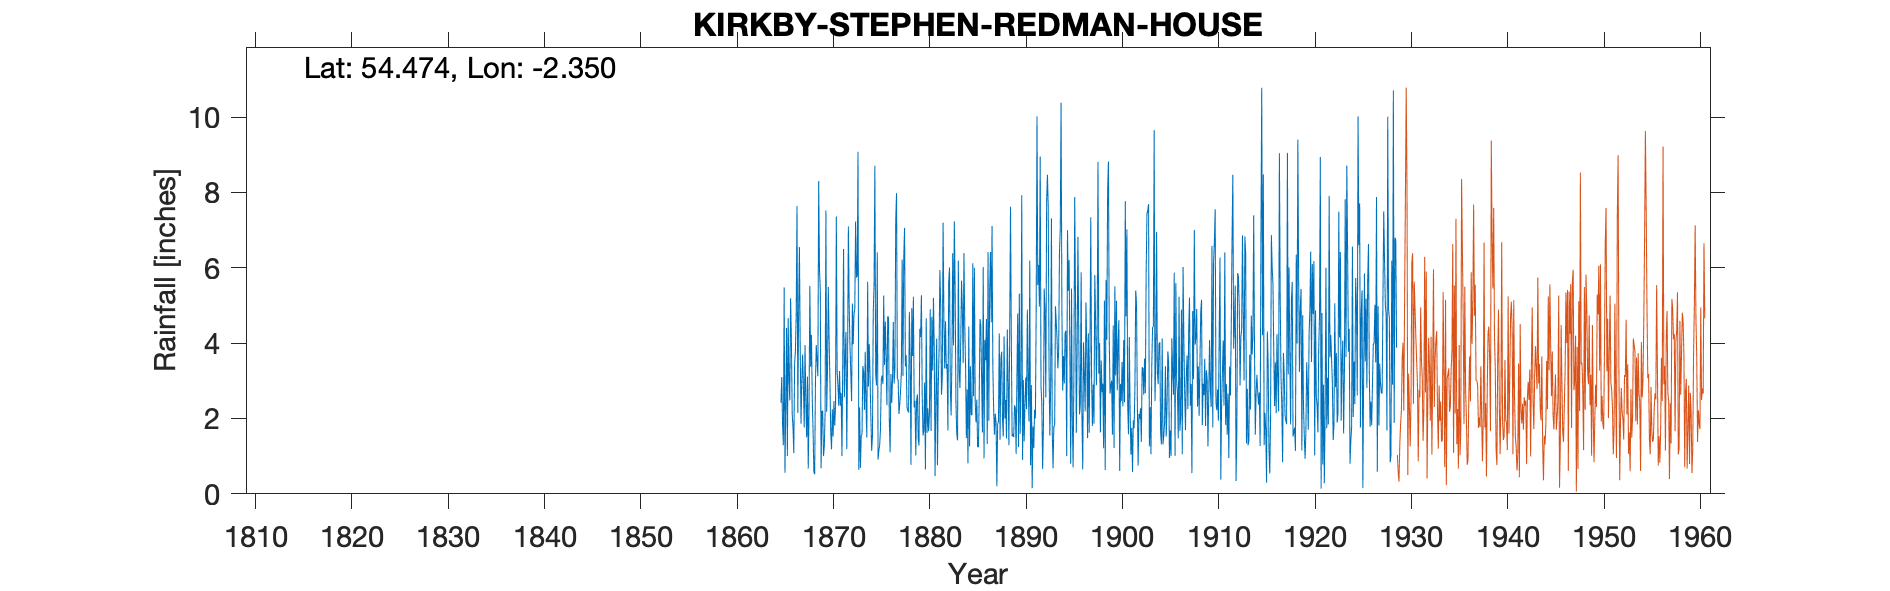 KIRKBY-STEPHEN-REDMAN-HOUSE
Lat: 54.474, Lon: -2.350
Rainfall [inches]
10
8
6
4
2
0
1810 1820 1830 1840 1850 1860 1870 1880 1890 1900 1910 1920 1930 1940 1950 1960
Year